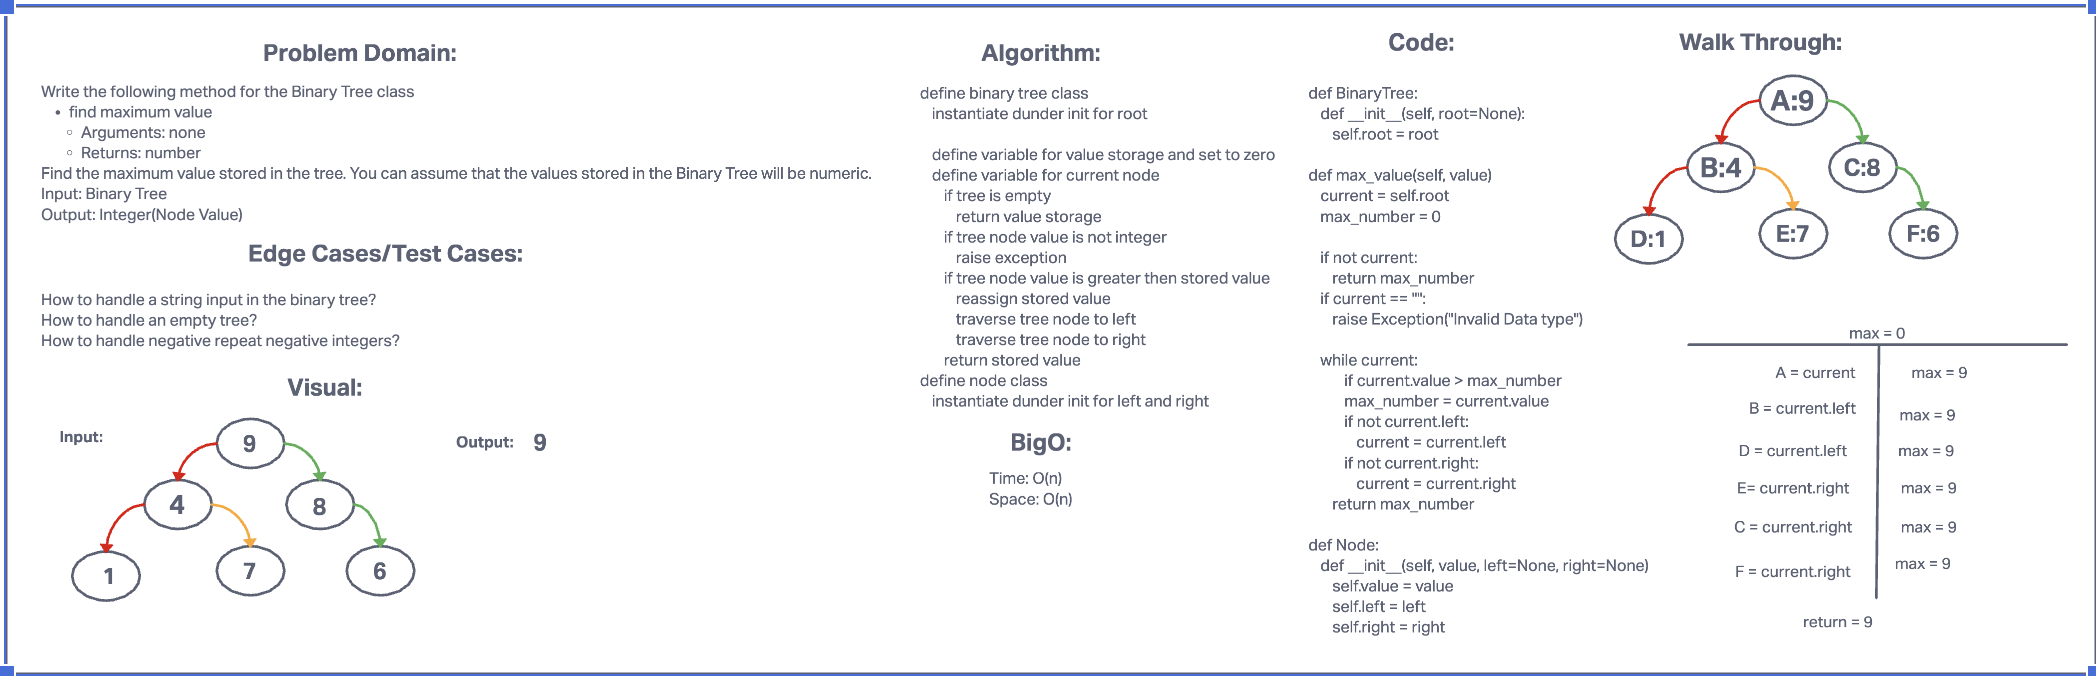 Problem Domain:
Write the following method for the Binary Tree class
• find maximum value
◦ Arguments: none
◦ Returns: number
Find the maximum value stored in the tree. You can assume that the values stored in the Binary Tree will be numeric.
Input: Binary Tree
Output: Integer(Node Value)
Edge Cases/Test Cases:
How to handle a string input in the binary tree?
How to handle an empty tree?
How to handle negative repeat negative integers?
Visual:
Input:
9
4
8
1
7
6
Output: 9
Algorithm:
define binary tree class
instantiate dunder init for root
define variable for value storage and set to zero
define variable for current node
if tree is empty
return value storage
if tree node value is not integer
raise exception
if tree node value is greater then stored value
reassign stored value
traverse tree node to left
traverse tree node to right
return stored value
define node class
instantiate dunder init for left and right
BigO:
Time: O(n)
Space: O(n)
Code:
def BinaryTree:
def __init__(self, root=None):
self.root = root
def max_value(self, value)
current = self.root
max_number = 0
if not current:
return max_number
if current == "":
raise Exception("Invalid Data type")
while current:
if current.value > max_number
max_number = current.value
if not current.left:
current = current.left
if not current.right:
current = current.right
return max_number
def Node:
def __init__(self, value, left=None, right=None)
self.value = value
self.left = left
self.right = right
Walk Through:
A:9
B:4
C:8
D:1
E:7
F:6
max = 0
A = current max = 9
B = current.left max = 9
D = current.left max = 9
E= current.right max = 9
C = current.right max = 9
F = current.right max = 9
return = 9